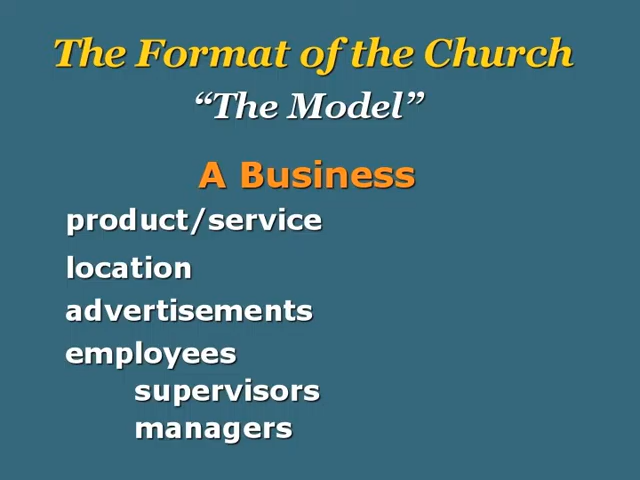 The Format of the Church
“The Model”
A Business
product/service
location
advertisements
employees
supervisors
managers